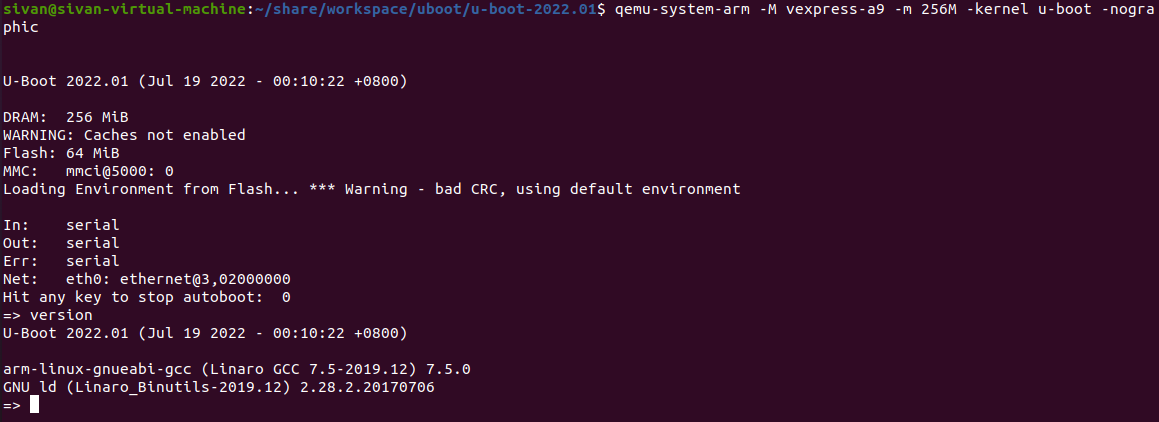 sivan@sivan-virtual-machine:~/share/workspace/uboot/u-boot-2022.01$ qemu-system-arm -M vexpress-a9 -m 256M -kernel u-boot -nogra
phic
U-Boot 2022.01 (Jul 19 2022 - 00:10:22 +0800)
DRAM:  256 MiB
WARNING: Caches not enabled
Flash: 64 MiB
MMC:   mmci@5000: 0
Loading Environment from Flash... *** Warning - bad CRC, using default environment
In:    serial
Out:   serial
Err:   serial
Net:   eth0: ethernet@3,02000000
Hit any key to stop autoboot:  0
=> version
U-Boot 2022.01 (Jul 19 2022 - 00:10:22 +0800)
arm-linux-gnueabi-gcc (Linaro GCC 7.5-2019.12) 7.5.0
GNU ld (Linaro_Binutils-2019.12) 2.28.2.20170706
=>